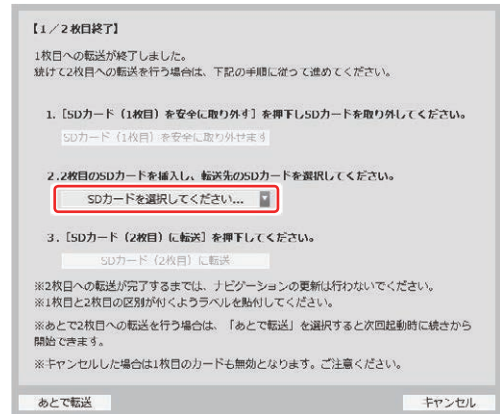 【1／2枚目終了】
1枚目への転送が終了しました。
続けて2枚目への転送を行う場合は、下記の手順に従って進めてください。
1.［SDカード（1枚目）を安全に取り外す］を押下しSDカードを取り外してください。
SDカード（1枚目）を安全に取り外せます
2.2枚目のSDカードを挿入し、転送先のSDカードを選択してください。
SDカードを選択してください...
3.［SDカード（2枚目）に転送］を押下してください。
SDカード（2枚目）に転送
※2枚目への転送が完了するまでは、ナビゲーションの更新は行わないでください。
※1枚目と2枚目の区別が付くようラベルを貼付してください。
※あとで2枚目への転送を行う場合は、「あとで転送」を選択すると次回起動時に続きから
開始できます。
※キャンセルした場合は1枚目のカードも無効となります。ご注意ください。
あとで転送
キャンセル